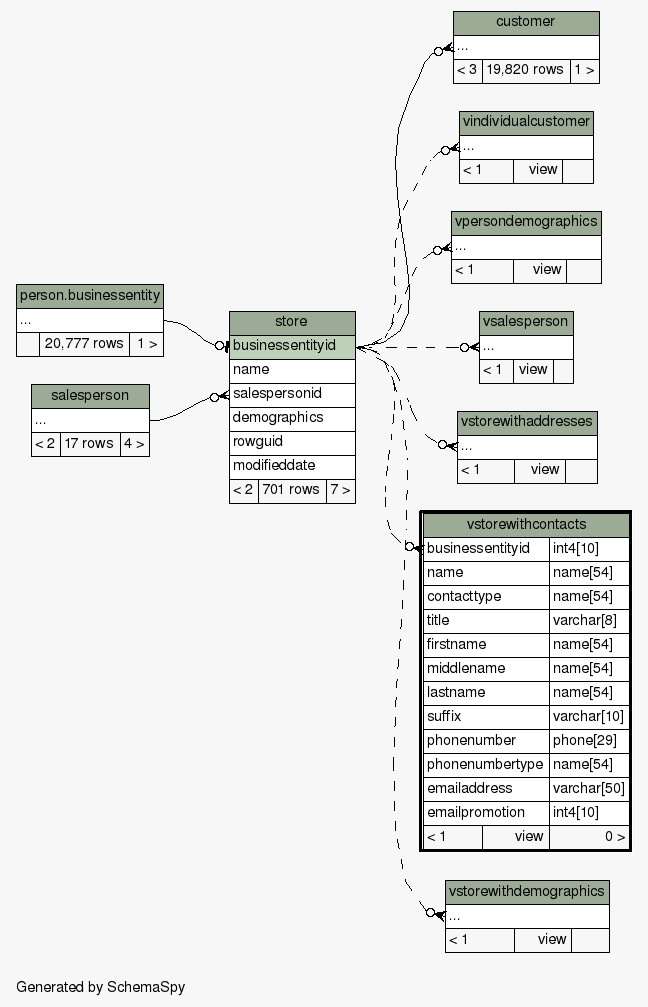 customer
...
< 3 19,820 rows 1 >
vindividualcustomer
...
< 1 view
vpersondemographics
...
< 1 view
person.businessentity
...
20,777 rows 1 >
salesperson
...
< 2 17 rows 4 >
store
businessentityid
name
salespersonid
demographics
rowguid
modifieddate
< 2 701 rows 7 >
vsalesperson
...
< 1 view
vstorewithaddresses
...
< 1 view
vstorewithcontacts
businessentityid int4[10]
name name[54]
contacttype name[54]
title varchar[8]
firstname name[54]
middlename name[54]
lastname name[54]
suffix varchar[10]
phonenumber phone[29]
phonenumbertype name[54]
emailaddress varchar[50]
emailpromotion int4[10]
< 1 view 0 >
vstorewithdemographics
...
< 1 view
Generated by SchemaSpy